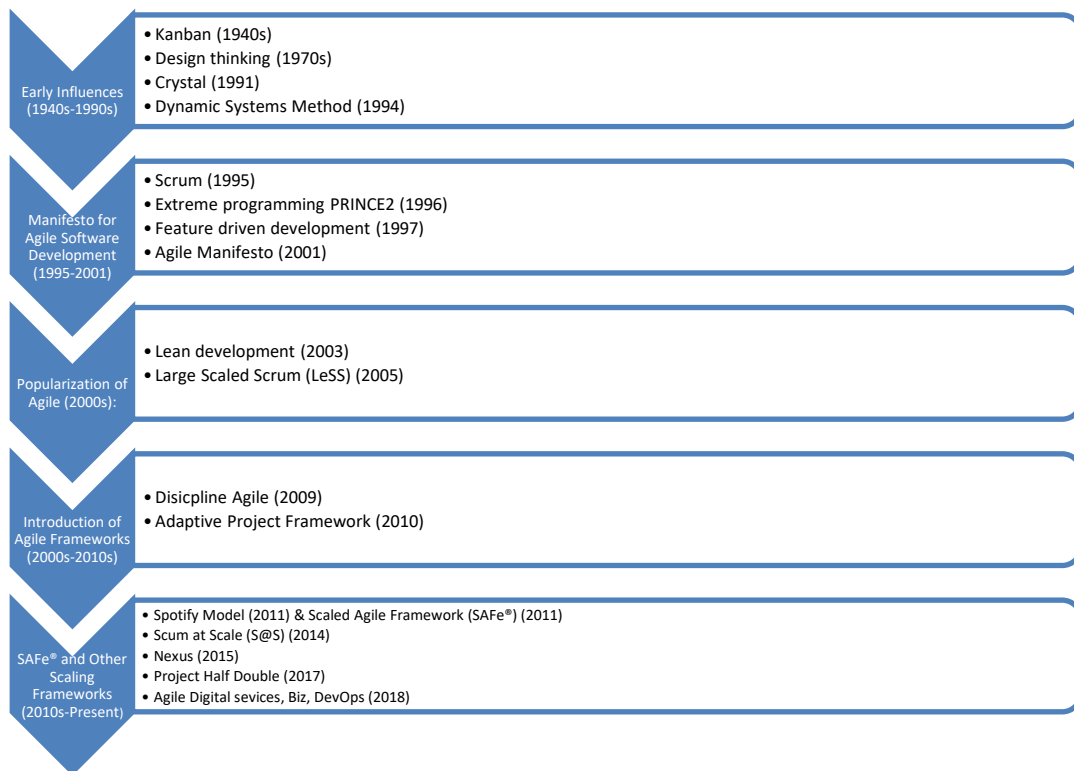 Early Influences
(1940s-1990s)
• Kanban (1940s)
• Design thinking (1970s)
• Crystal (1991)
• Dynamic Systems Method (1994)
Manifesto for
Agile Software
Development
(1995-2001)
• Scrum (1995)
• Extreme programming PRINCE2 (1996)
• Feature driven development (1997)
• Agile Manifesto (2001)
Popularization of
Agile (2000s):
• Lean development (2003)
• Large Scaled Scrum (LeSS) (2005)
Introduction of
Agile Frameworks
(2000s-2010s)
• Disicpline Agile (2009)
• Adaptive Project Framework (2010)
SAFe® and Other
Scaling
Frameworks
(2010s-Present)
• Spotify Model (2011) & Scaled Agile Framework (SAFe®) (2011)
• Scum at Scale (S@S) (2014)
• Nexus (2015)
• Project Half Double (2017)
• Agile Digital sevices, Biz, DevOps (2018)